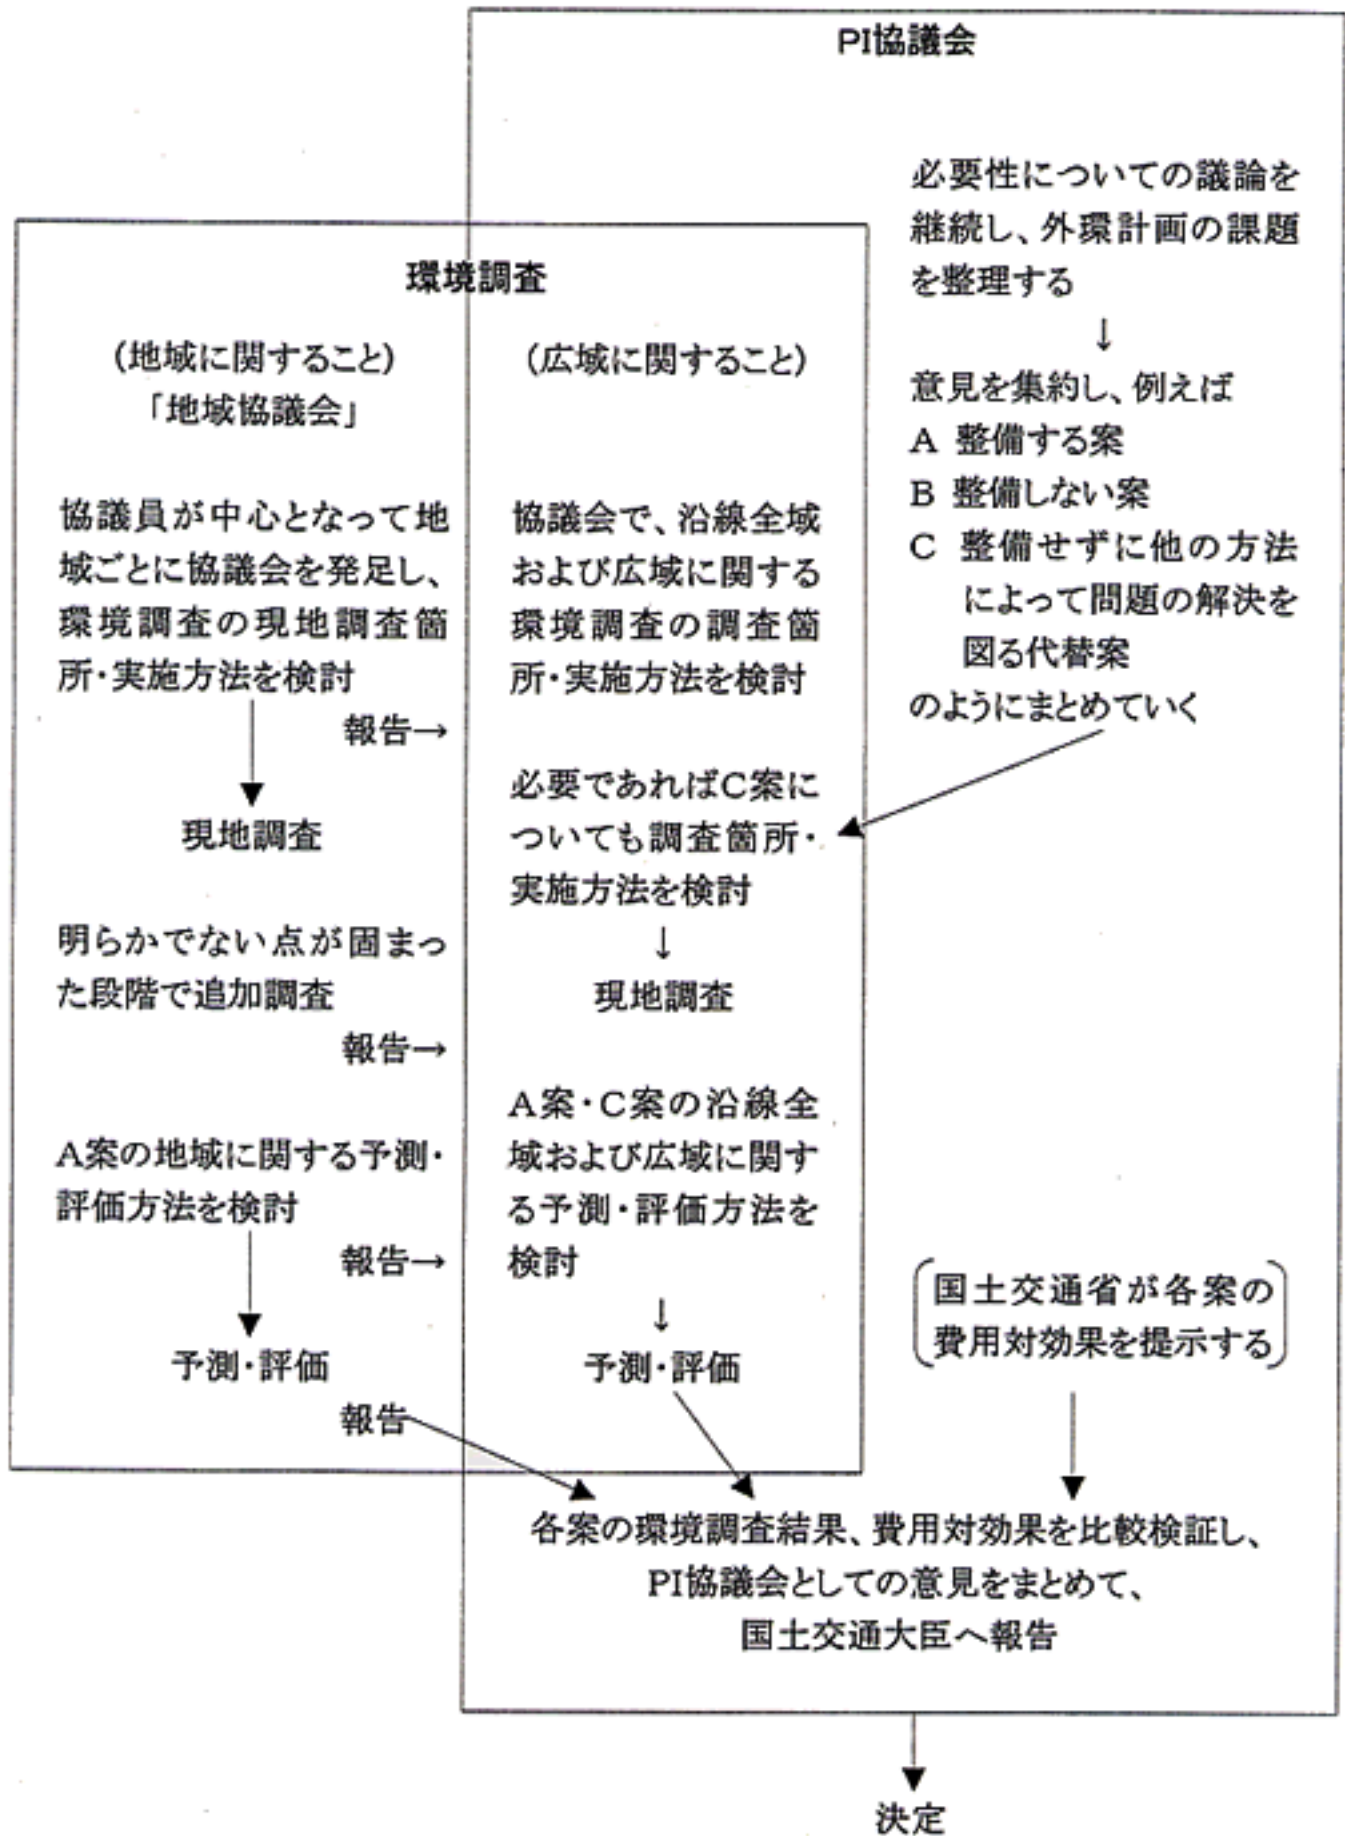 PI協議会
必要性についての議論を
継続し、外環計画の課題
を整理する
↓
意見を集約し、例えば
A 整備する案
B 整備しない案
C 整備せずに他の方法
によって問題の解決を
図る代替案
のようにまとめていく
環境調査
(地域に関すること)
「地域協議会」
協議員が中心となって地
域ごとに協議会を発足し、
環境調査の現地調査箇
所・実施方法を検討
報告→
現地調査
明らかでない点が固まっ
た段階で追加調査
報告→
A案の地域に関する予測・
評価方法を検討
報告→
予測・評価
報告
(広域に関すること)
協議会で、沿線全域
および広域に関する
環境調査の調査箇
所・実施方法を検討
必要であればC案に
ついても調査箇所・
実施方法を検討
↓
現地調査
A案・C案の沿線全
域および広域に関す
る予測・評価方法を
検討
↓
予測・評価
国土交通省が各案の
費用対効果を提示する
各案の環境調査結果、費用対効果を比較検証し、
PI協議会としての意見をまとめて、
国土交通大臣へ報告
決定